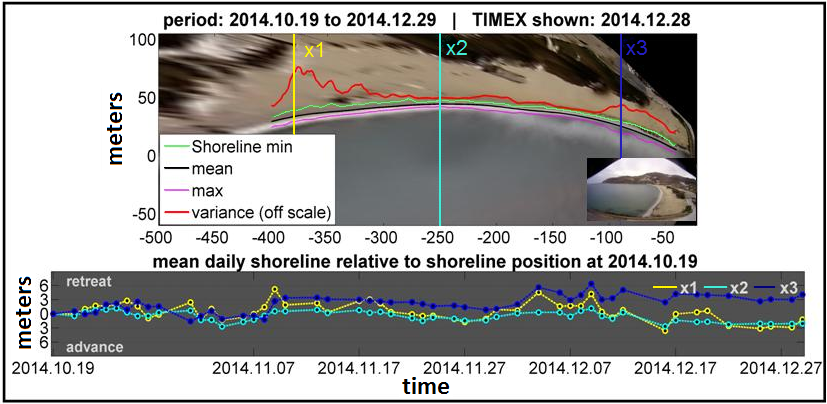 period: 2014.10.19 to 2014.12.29 | TIMEX shown: 2014.12.28
100
50
0
-50
meters
x1
x2
x3
Shoreline min
mean
max
variance (off scale)
-500 -450 -400 -350 -300 -250 -200 -150 -100 -50
mean daily shoreline relative to shoreline position at 2014.10.19
meters
6
3
0
3
6
retreat
x1 x2 x3
advance
2014.10.19 2014.11.07 2014.11.17 2014.11.27 2014.12.07 2014.12.17 2014.12.27
time